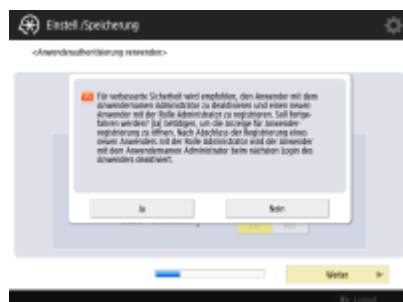 Einstell./Speicherung
<Anwenderauthentisierung verwenden>
Für verbesserte Sicherheit wird empfohlen, den Anwender mit dem
Anwendernamen Administrator zu deaktivieren und einen neuen
Anwender mit der Rolle Administrator zu registrieren. Soll fortge-
fahren werden? [Ja] betätigen, um die Anzeige für Anwender-
registrierung zu öffnen. Nach Abschluss der Registrierung eines
neuen Anwenders mit der Rolle Administrator wird der Anwender
mit dem Anwendernamen Administrator beim nächsten Login des
Anwenders deaktiviert.
Ja
Nein
Weiter